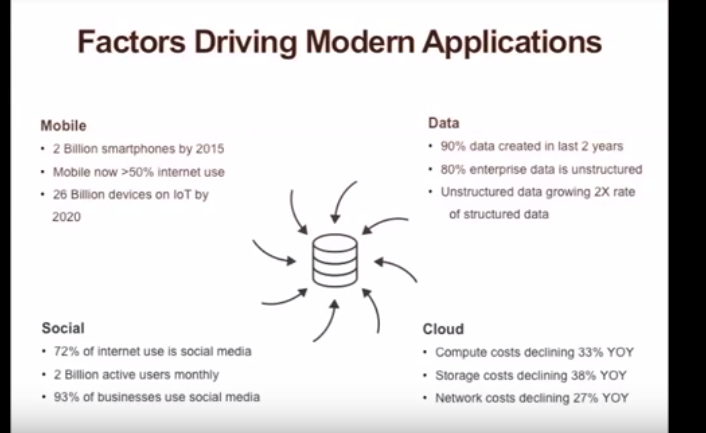 Factors Driving Modern Applications
Mobile
• 2 Billion smartphones by 2015
• Mobile now >50% internet use
• 26 Billion devices on IoT by
2020
Data
• 90% data created in last 2 years
• 80% enterprise data is unstructured
• Unstructured data growing 2X rate
of structured data
Social
• 72% of internet use is social media
• 2 Billion active users monthly
• 93% of businesses use social media
Cloud
• Compute costs declining 33% YOY
• Storage costs declining 38% YOY
• Network costs declining 27% YOY